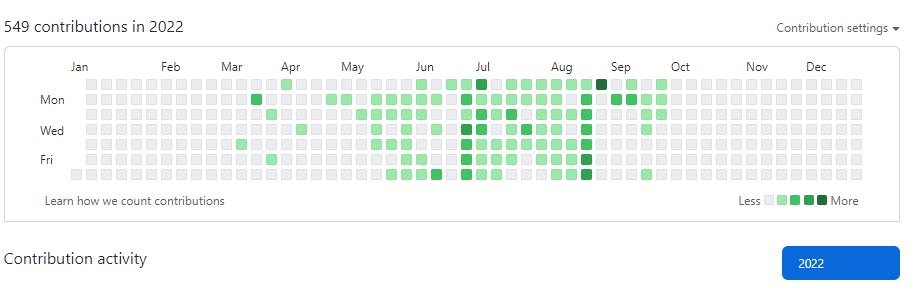 549 contributions in 2022
Contribution settings
Jan Feb Mar Apr May Jun Jul Aug Sep Oct Nov Dec
Mon
Wed
Fri
Learn how we count contributions
Less More
Contribution activity
2022